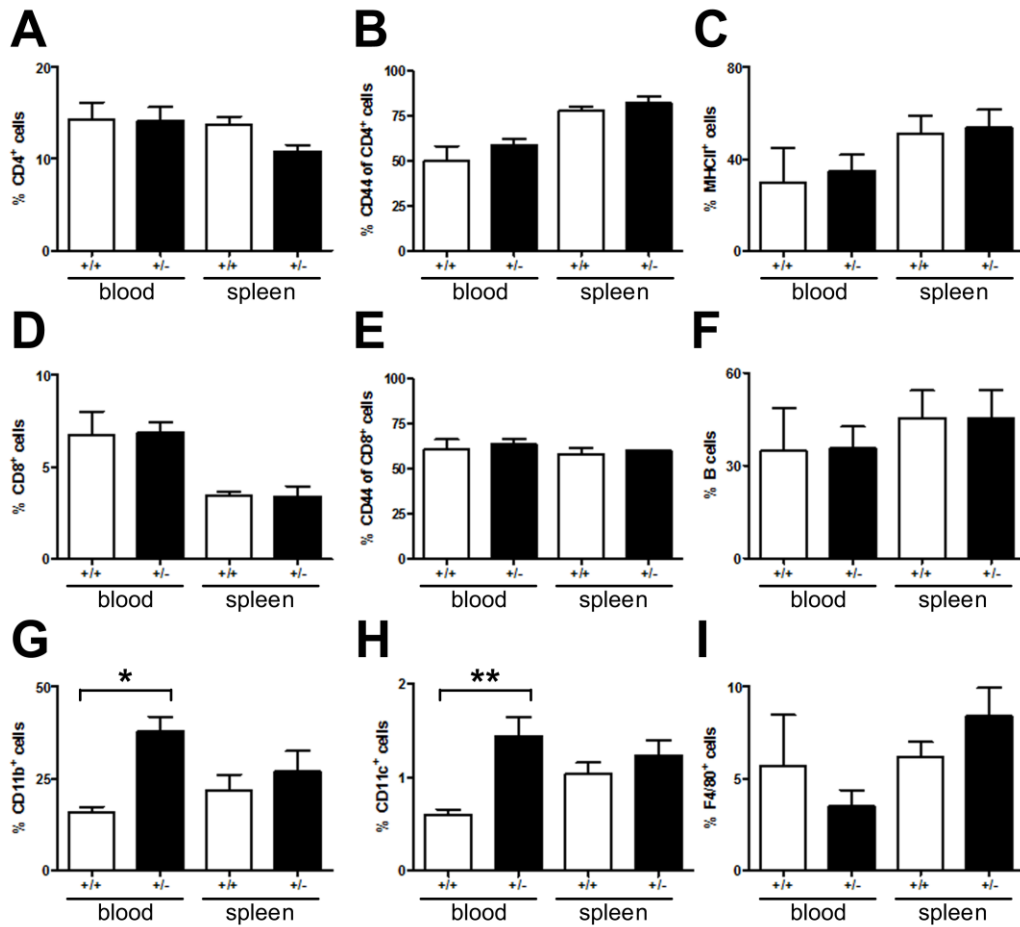 A
B
C
20
10
0
% CD4⁺ cells
+/+ +/- +/+ +/-
blood spleen
100
75
50
25
0
% CD44 of CD4⁺ cells
+/+ +/- +/+ +/-
blood spleen
80
40
0
% MHCII⁺ cells
+/+ +/- +/+ +/-
blood spleen
D
E
F
10
5
0
% CD8⁺ cells
+/+ +/- +/+ +/-
blood spleen
100
75
50
25
0
% CD44 of CD8⁺ cells
+/+ +/- +/+ +/-
blood spleen
60
30
0
% B cells
+/+ +/- +/+ +/-
blood spleen
G
H
I
*
50
25
0
% CD11b⁺ cells
+/+ +/- +/+ +/-
blood spleen
**
2
1
0
% CD11c⁺ cells
+/+ +/- +/+ +/-
blood spleen
10
5
0
% F4/80⁺ cells
+/+ +/- +/+ +/-
blood spleen